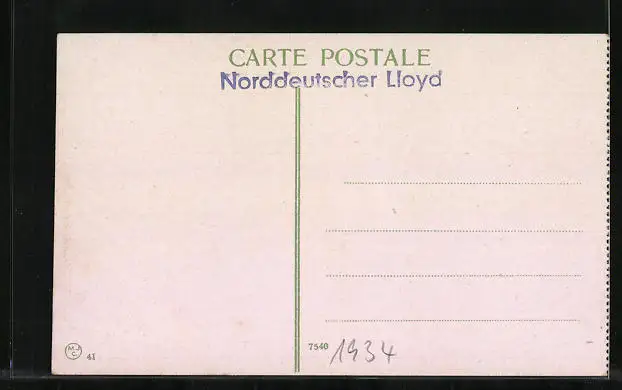 CARTE POSTALE
Norddeutscher Lloyd
41
7540
1934